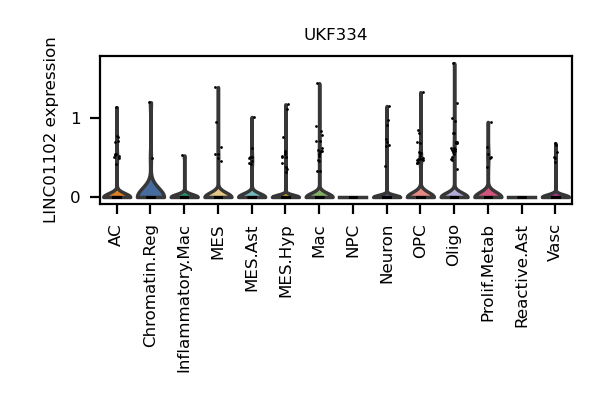 UKF334
LINC01102 expression
1
0
AC
Chromatin.Reg
Inflammatory.Mac
MES
MES.Ast
MES.Hyp
Mac
NPC
Neuron
OPC
Oligo
Prolif.Metab
Reactive.Ast
Vasc